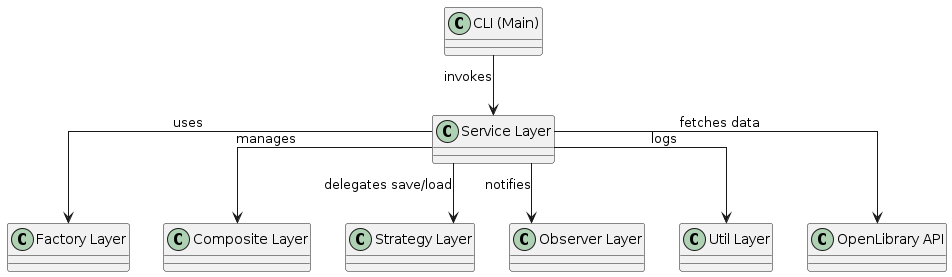 C CLI (Main)
invokes
C Service Layer
uses
fetches data
manages
logs
delegates save/load
notifies
C Factory Layer
C Composite Layer
C Strategy Layer
C Observer Layer
C Util Layer
C OpenLibrary API